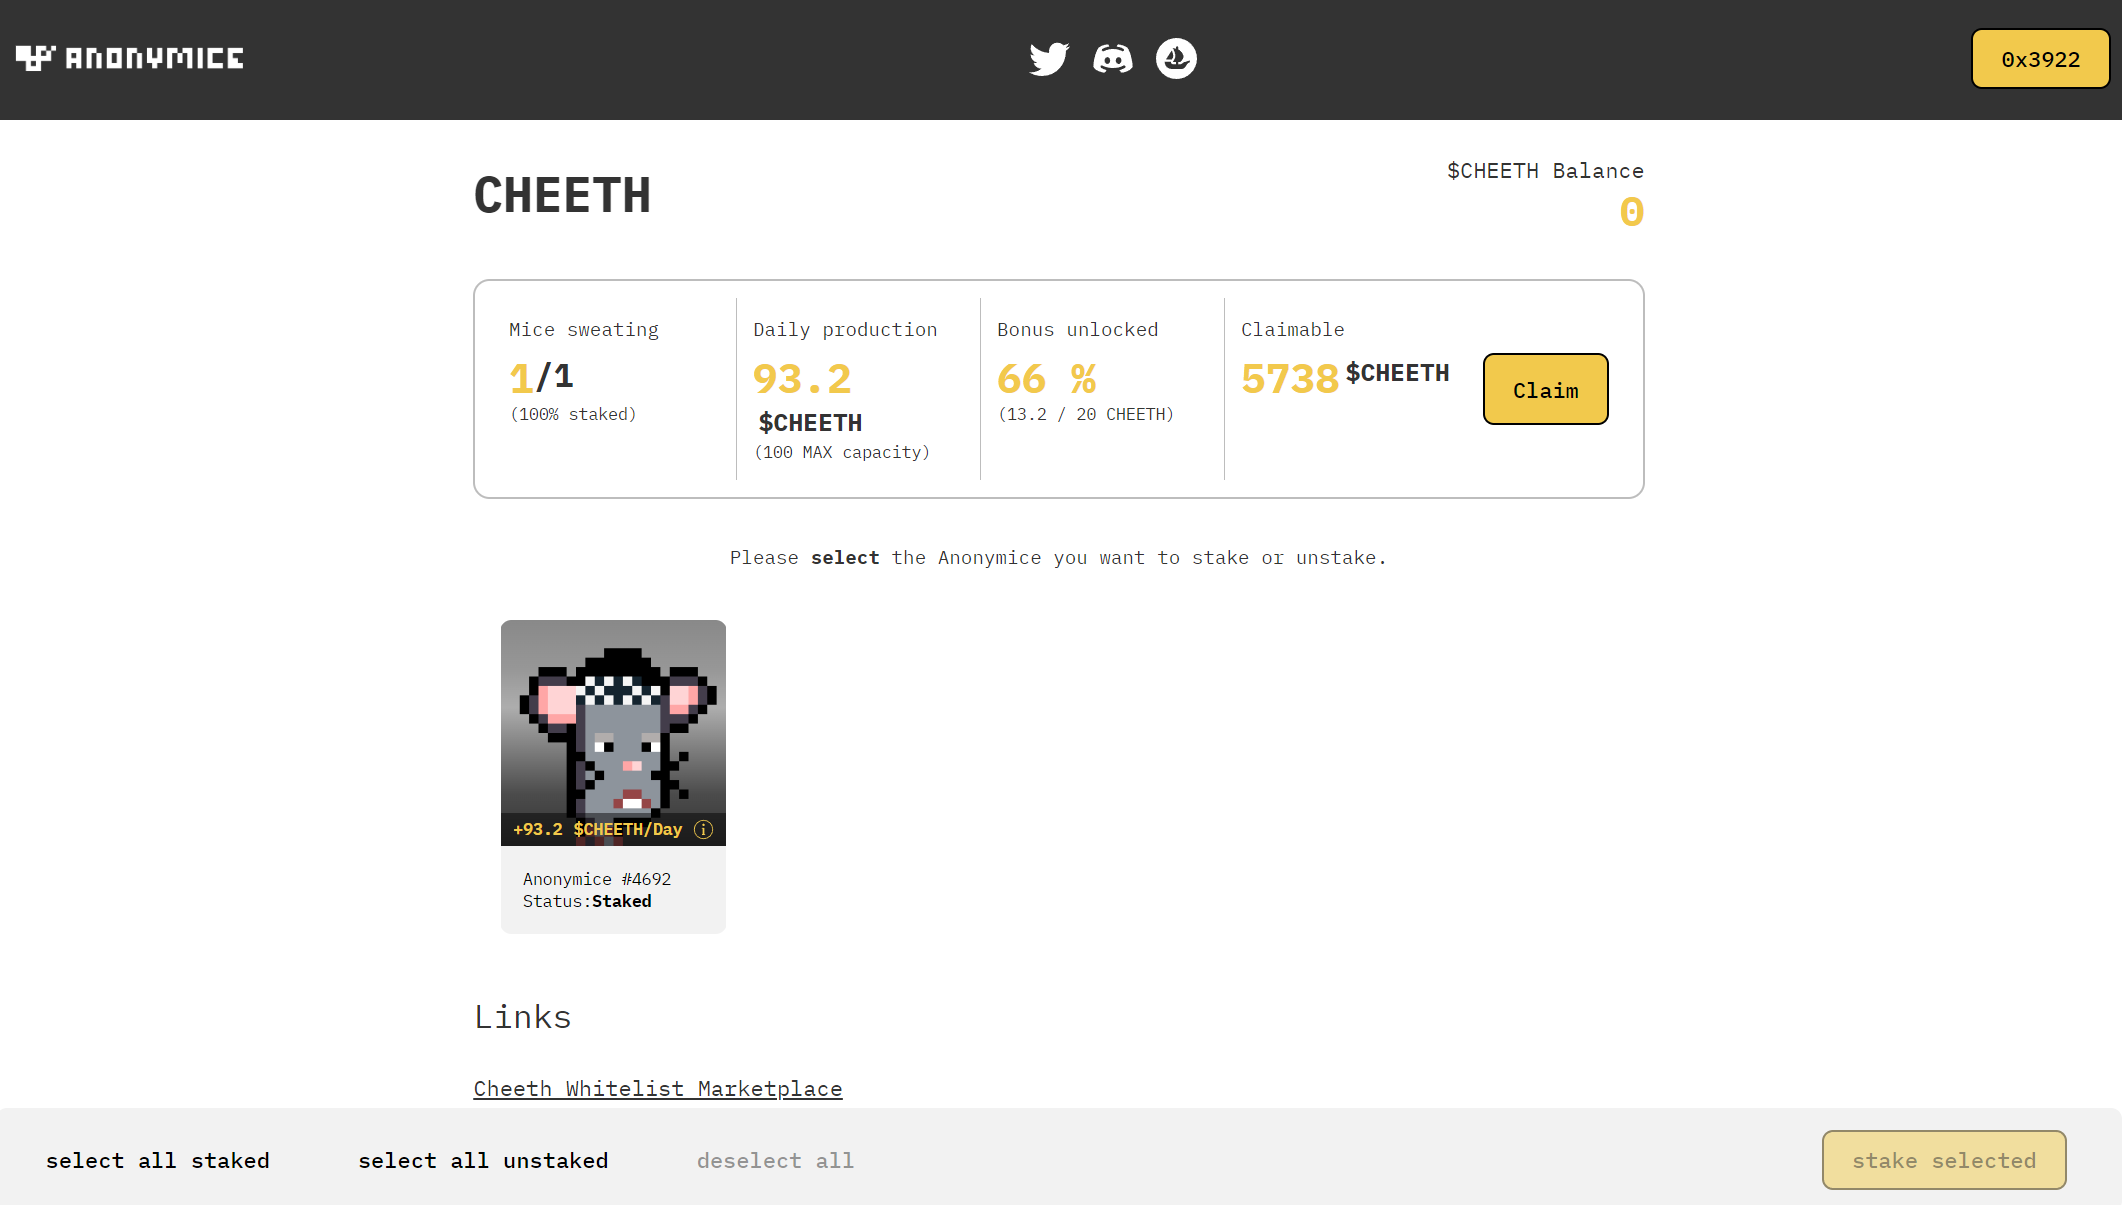 ANONYMICE
0x3922
CHEETH
$CHEETH Balance
0
Mice sweating
1/1
(100% staked)
Daily production
93.2
$CHEETH
(100 MAX capacity)
Bonus unlocked
66 %
(13.2 / 20 CHEETH)
Claimable
5738 $CHEETH
Claim
Please select the Anonymice you want to stake or unstake.
+93.2 $CHEETH/Day
Anonymice #4692
Status:Staked
Links
Cheeth Whitelist Marketplace
select all staked
select all unstaked
deselect all
stake selected